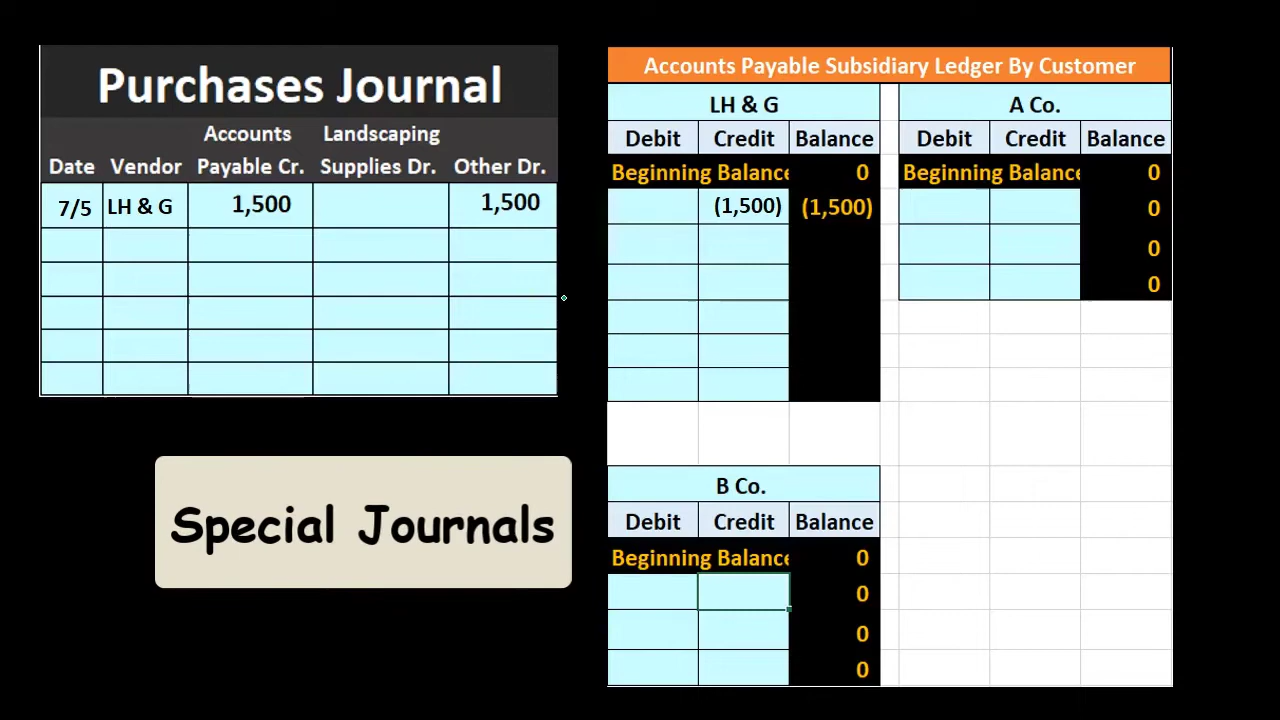 Purchases Journal
Accounts Landscaping
Date Vendor Payable Cr. Supplies Dr. Other Dr.
7/5 LH & G 1,500 1,500
Special Journals
Accounts Payable Subsidiary Ledger By Customer
LH & G
Debit Credit Balance
Beginning Balance 0
(1,500) (1,500)
A Co.
Debit Credit Balance
Beginning Balance 0
0
0
0
B Co.
Debit Credit Balance
Beginning Balance 0
0
0
0